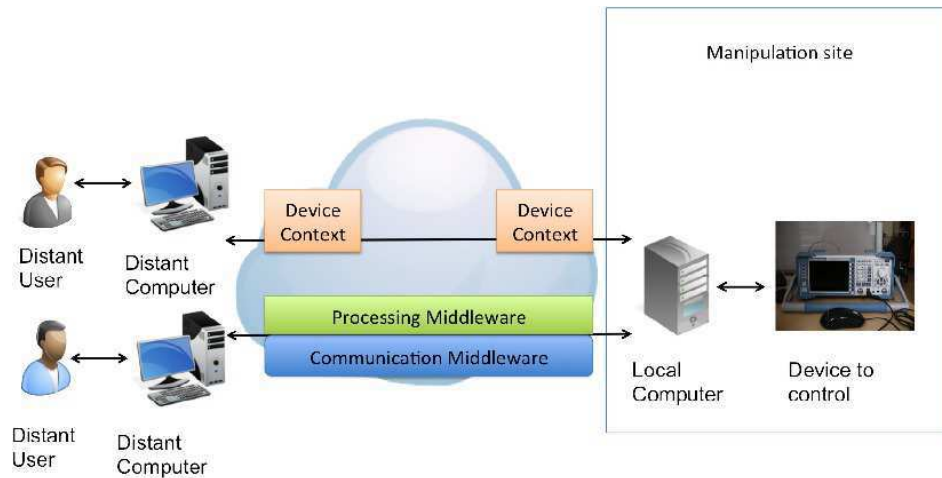 Manipulation site
Device
Context
Device
Context
Distant
User
Distant
Computer
Processing Middleware
Communication Middleware
Local
Computer
Device to
control
Distant
User
Distant
Computer